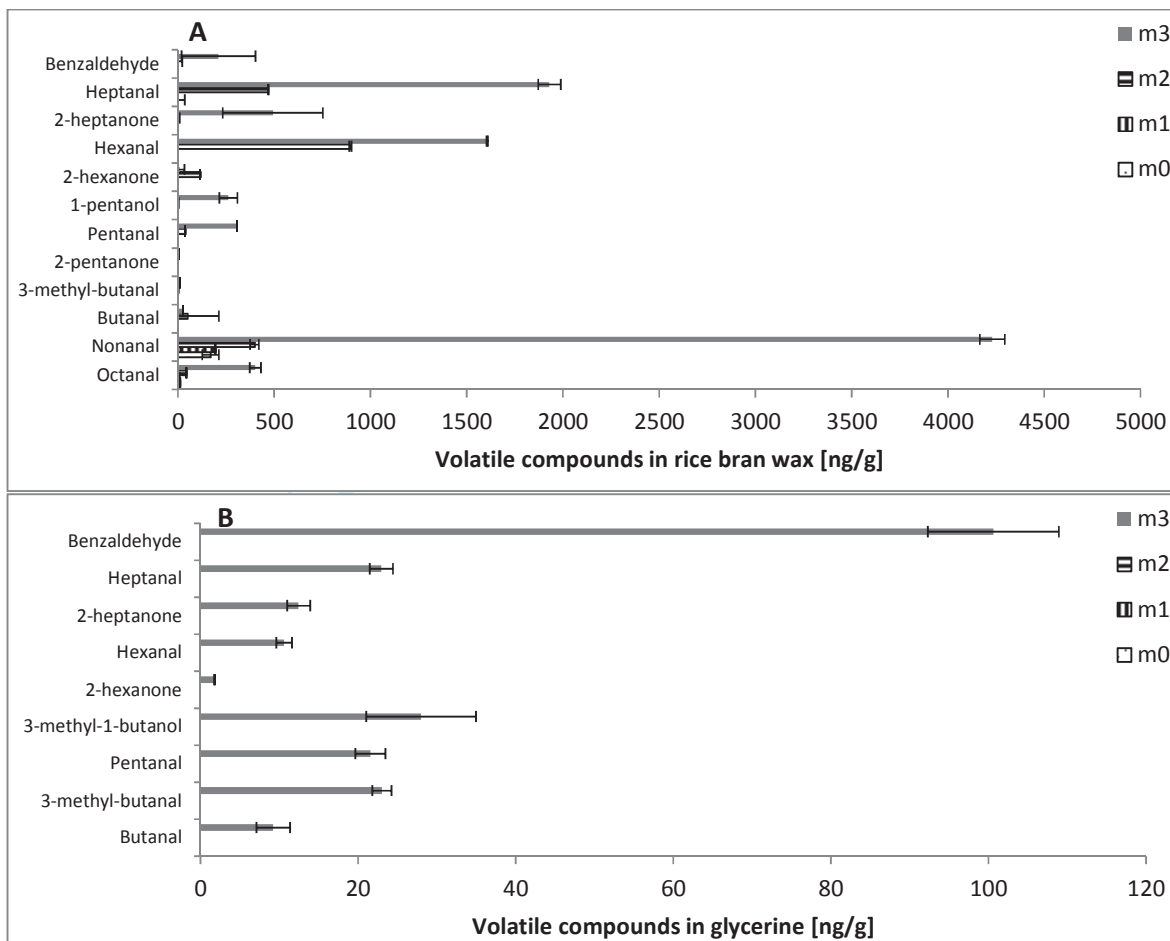 A
Benzaldehyde
Heptanal
2-heptanone
Hexanal
2-hexanone
1-pentanol
Pentanal
2-pentanone
3-methyl-butanal
Butanal
Nonanal
Octanal
0 500 1000 1500 2000 2500 3000 3500 4000 4500 5000
Volatile compounds in rice bran wax [ng/g]
m3
m2
m1
m0
B
Benzaldehyde
Heptanal
2-heptanone
Hexanal
2-hexanone
3-methyl-1-butanol
Pentanal
3-methyl-butanal
Butanal
0 20 40 60 80 100 120
Volatile compounds in glycerine [ng/g]
m3
m2
m1
m0